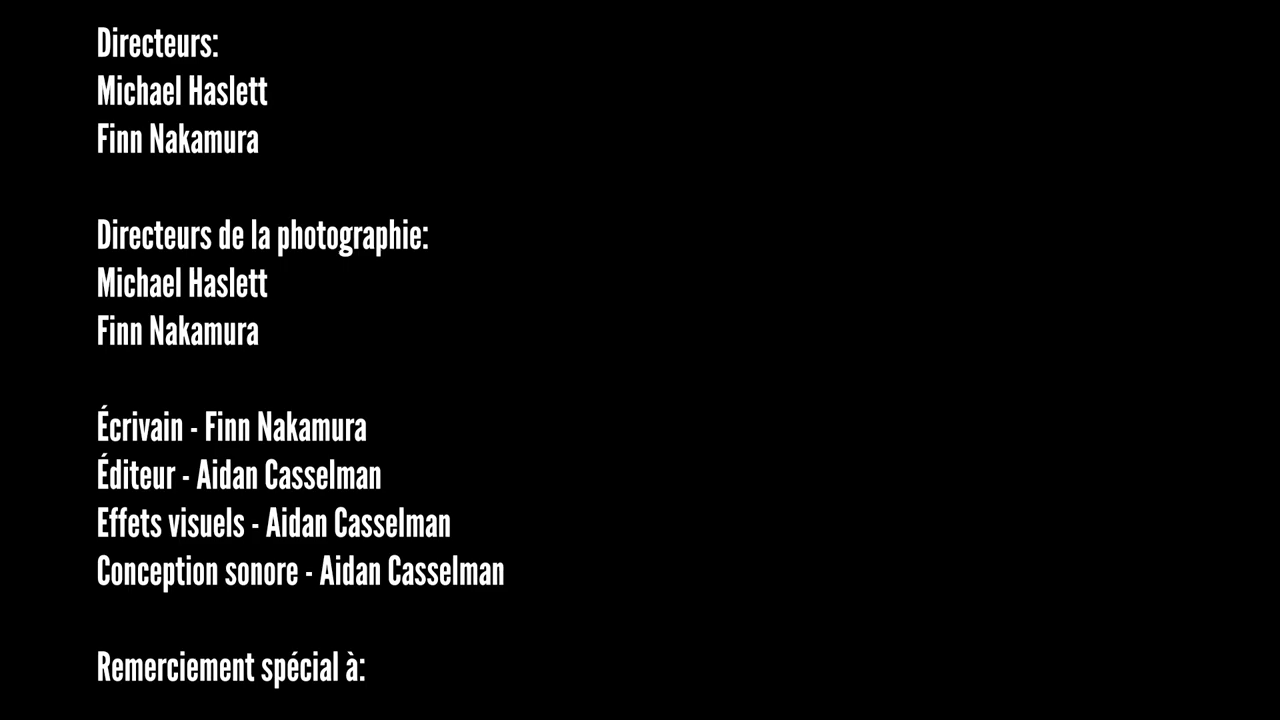 Directeurs:
Michael Haslett
Finn Nakamura
Directeurs de la photographie:
Michael Haslett
Finn Nakamura
Écrivain - Finn Nakamura
Éditeur - Aidan Casselman
Effets visuels - Aidan Casselman
Conception sonore - Aidan Casselman
Remerciement spécial à: